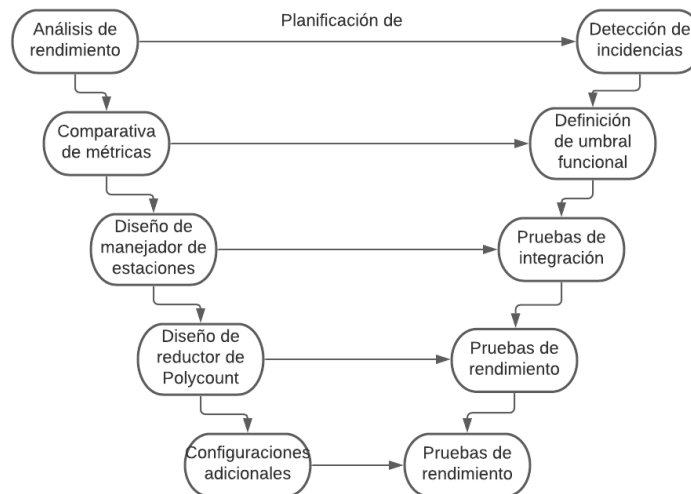 Análisis de
rendimiento
Planificación de
Detección de
incidencias
Comparativa
de métricas
Definición
de umbral
funcional
Diseño de
manejador de
estaciones
Pruebas de
integración
Diseño de
reductor de
Polycount
Pruebas de
rendimiento
Configuraciones
adicionales
Pruebas de
rendimiento